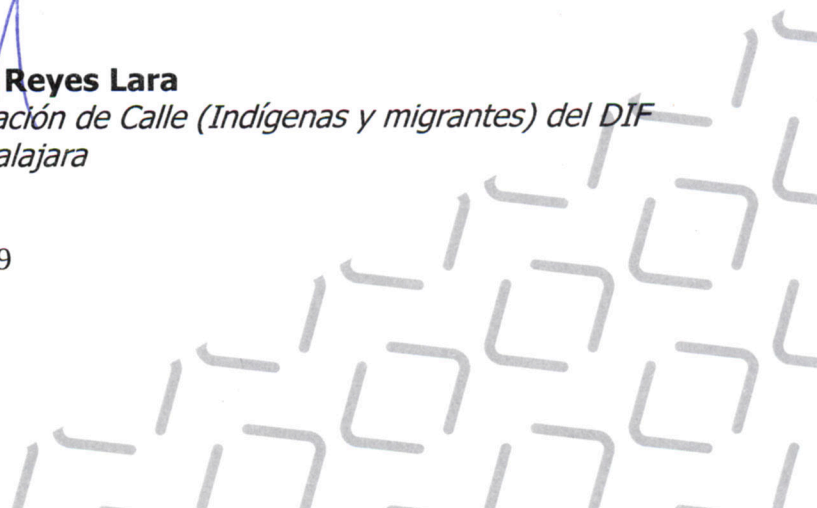 Reyes Lara
ación de Calle (Indígenas y migrantes) del DIF
alajara
9